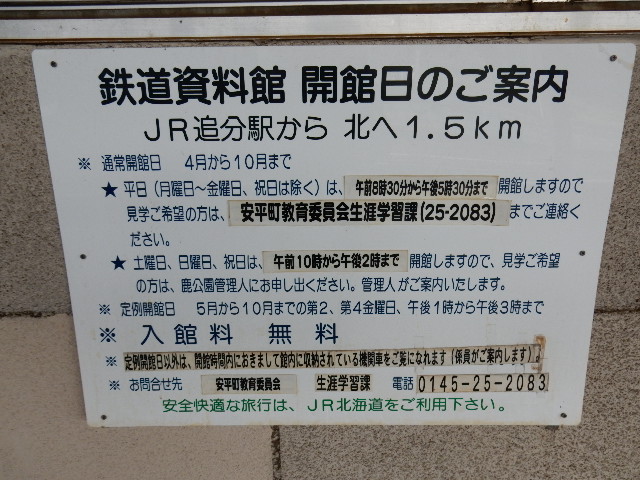 鉄道資料館 開館日のご案内
JR追分駅から 北へ1.5km
※ 通常開館日 4月から10月まで
★ 平日(月曜日~金曜日、祝日は除く)は、午前8時30分から午後5時30分まで開館しますので
見学ご希望の方は、安平町教育委員会生涯学習課(25-2083)までご連絡く
ださい。
★ 土曜日、日曜日、祝日は、午前10時から午後2時まで開館しますので、見学ご希望
の方は、鹿公園管理人にお申し出ください。管理人がご案内いたします。
※ 定例開館日 5月から10月までの第2、第4金曜日、午後1時から午後3時まで
※ 入館料 無料
※ 定例開館日以外は、開館時間内におきまして館内に収納されている機関車をご覧になれます(係員がご案内します)。
※ お問合せ先 安平町教育委員会 生涯学習課 電話 0145-25-2083
安全快適な旅行は、JR北海道をご利用下さい。